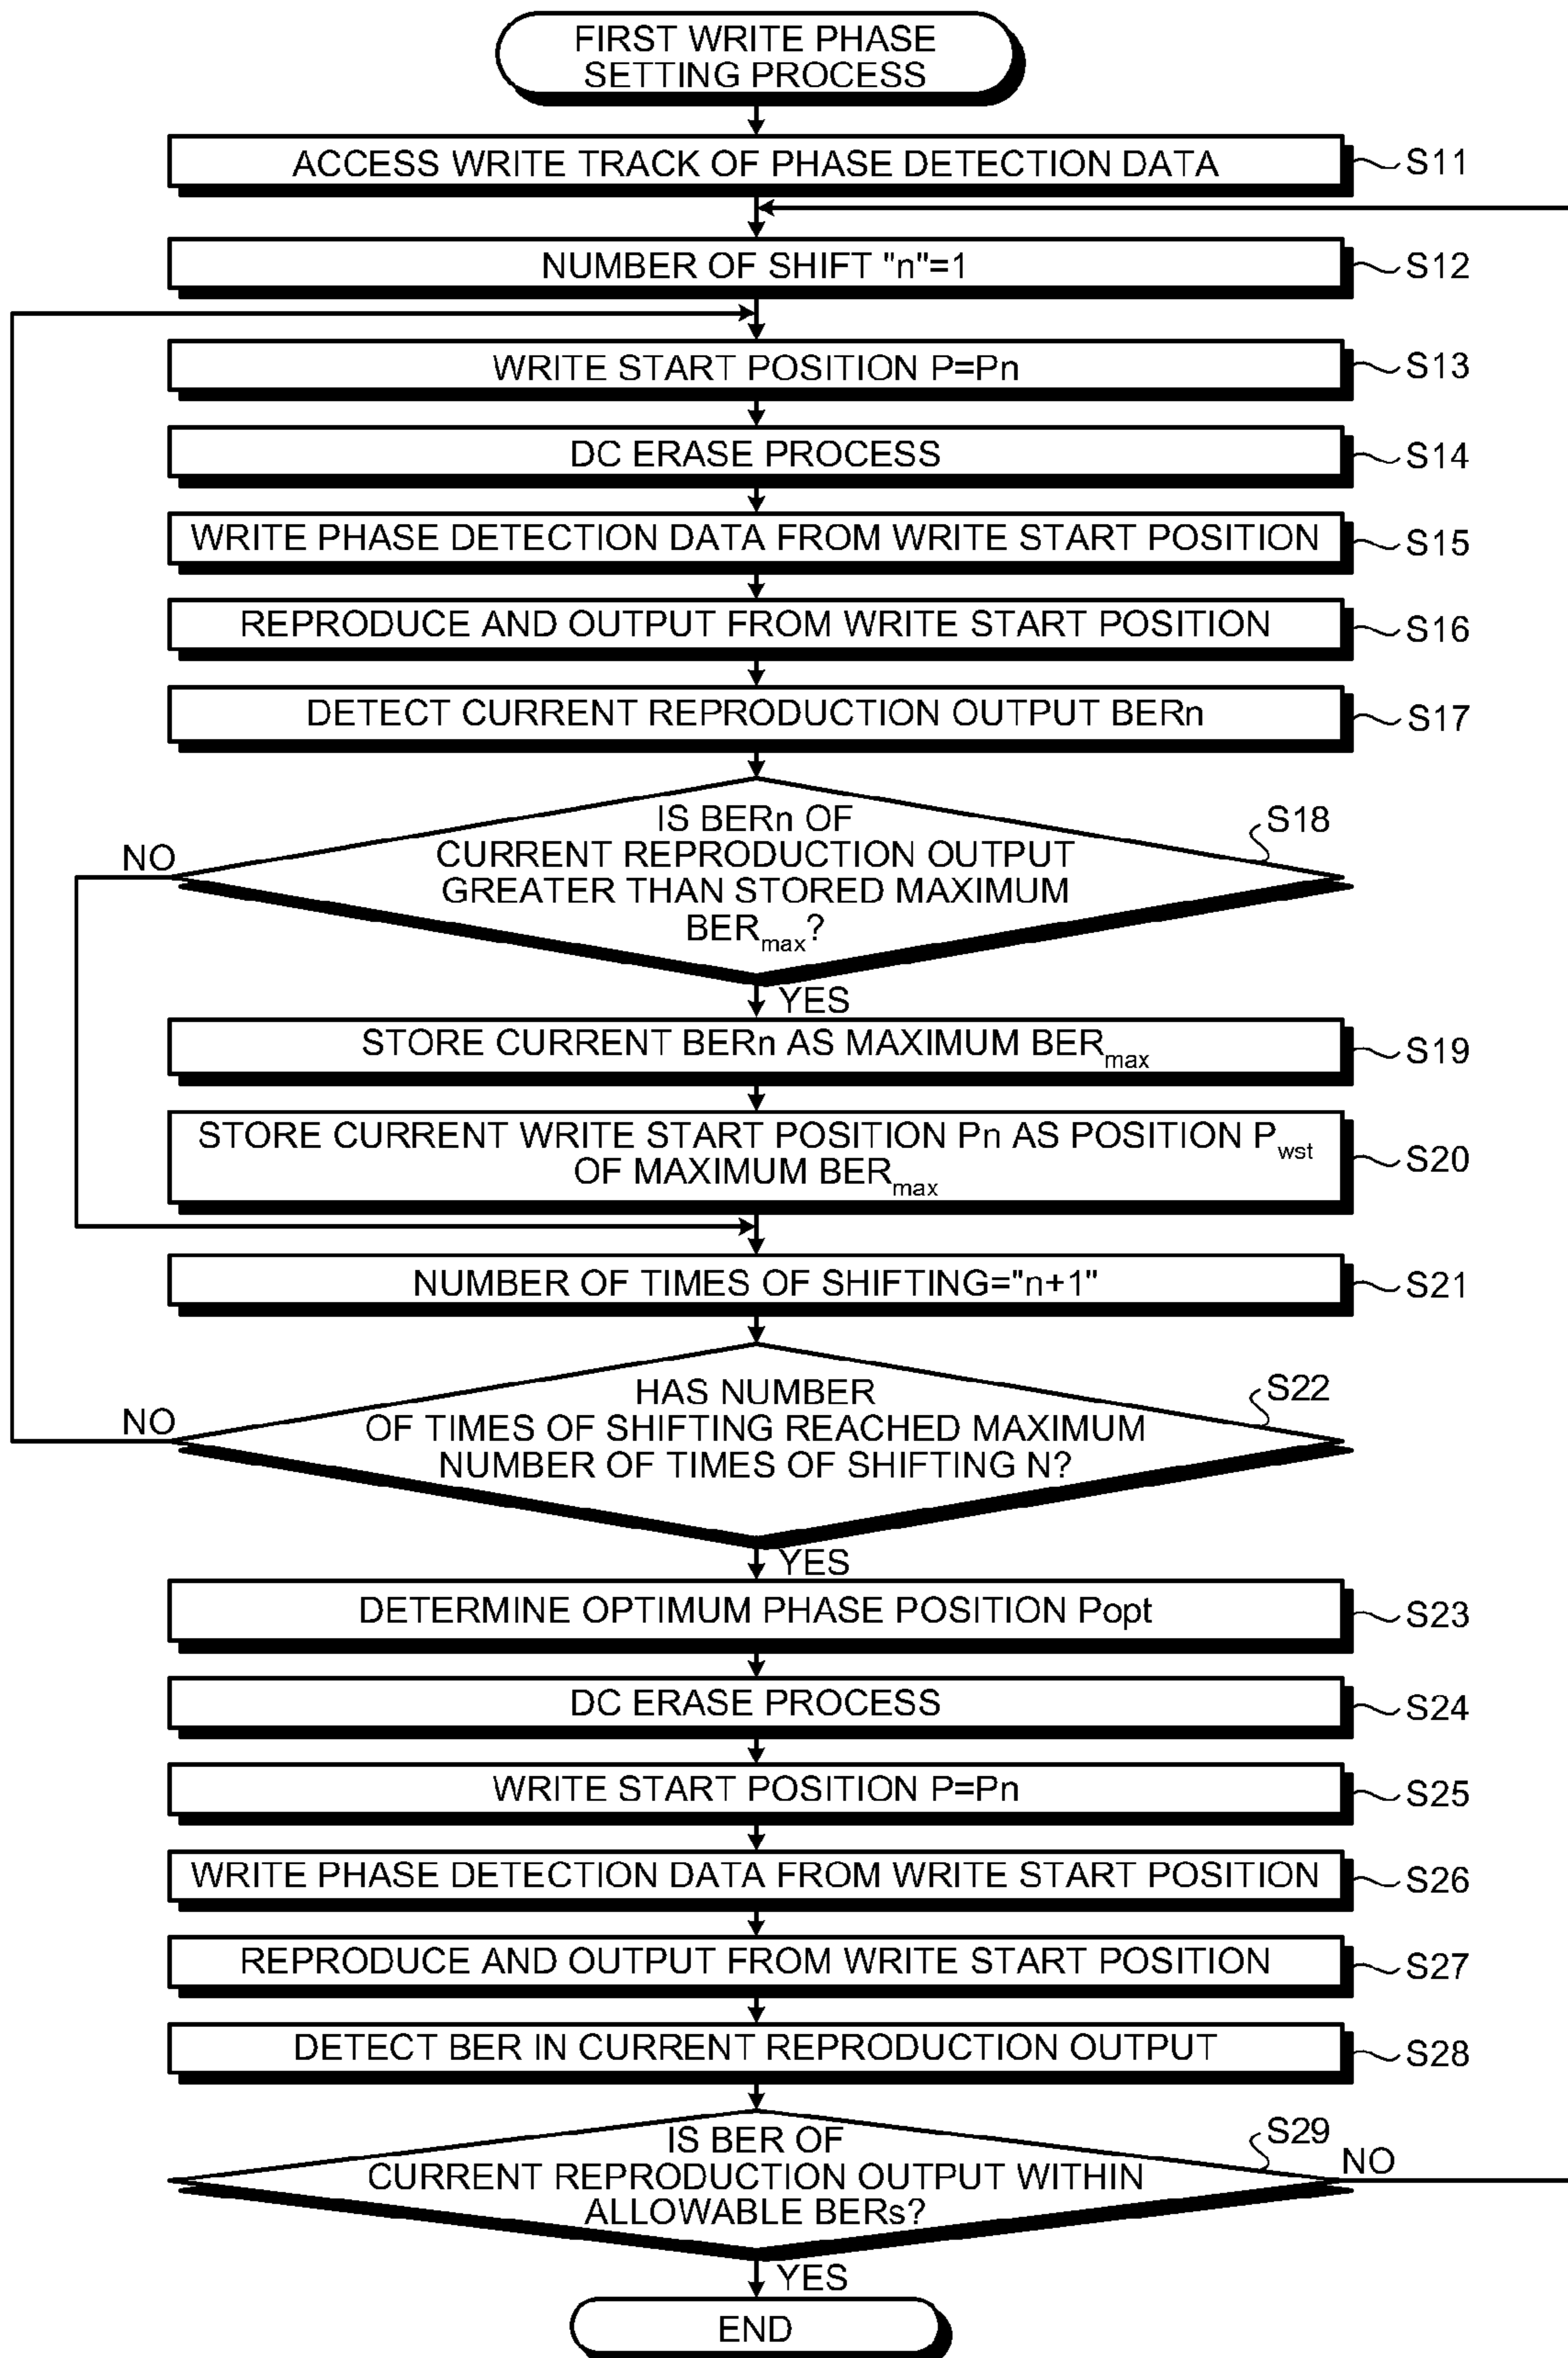 FIRST WRITE PHASE
SETTING PROCESS
ACCESS WRITE TRACK OF PHASE DETECTION DATA
S11
NUMBER OF SHIFT "n"=1
S12
WRITE START POSITION P=Pn
S13
DC ERASE PROCESS
S14
WRITE PHASE DETECTION DATA FROM WRITE START POSITION
S15
REPRODUCE AND OUTPUT FROM WRITE START POSITION
S16
DETECT CURRENT REPRODUCTION OUTPUT BERn
S17
IS BERn OF
CURRENT REPRODUCTION OUTPUT
GREATER THAN STORED MAXIMUM
BERmax?
S18
NO
YES
STORE CURRENT BERn AS MAXIMUM BERmax
S19
STORE CURRENT WRITE START POSITION Pn AS POSITION Pwst
OF MAXIMUM BERmax
S20
NUMBER OF TIMES OF SHIFTING="n+1"
S21
HAS NUMBER
OF TIMES OF SHIFTING REACHED MAXIMUM
NUMBER OF TIMES OF SHIFTING N?
S22
NO
YES
DETERMINE OPTIMUM PHASE POSITION Popt
S23
DC ERASE PROCESS
S24
WRITE START POSITION P=Pn
S25
WRITE PHASE DETECTION DATA FROM WRITE START POSITION
S26
REPRODUCE AND OUTPUT FROM WRITE START POSITION
S27
DETECT BER IN CURRENT REPRODUCTION OUTPUT
S28
IS BER OF
CURRENT REPRODUCTION OUTPUT WITHIN
ALLOWABLE BERs?
S29
NO
YES
END